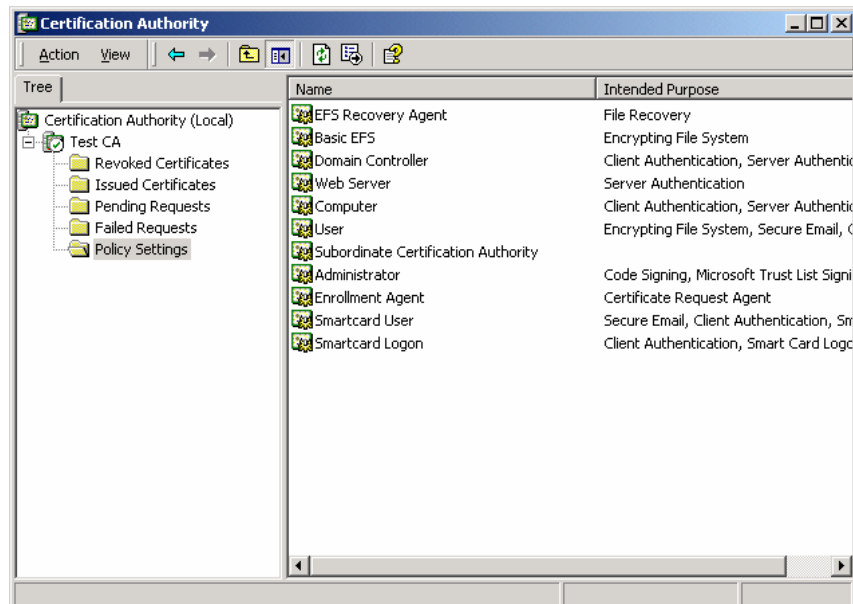 Certification Authority
Action View
Tree
Name Intended Purpose
Certification Authority (Local)
Test CA
Revoked Certificates
Issued Certificates
Pending Requests
Failed Requests
Policy Settings
EFS Recovery Agent File Recovery
Basic EFS Encrypting File System
Domain Controller Client Authentication, Server Authentic
Web Server Server Authentication
Computer Client Authentication, Server Authentic
User Encrypting File System, Secure Email, C
Subordinate Certification Authority
Administrator Code Signing, Microsoft Trust List Signi
Enrollment Agent Certificate Request Agent
Smartcard User Secure Email, Client Authentication, Sm
Smartcard Logon Client Authentication, Smart Card Logo